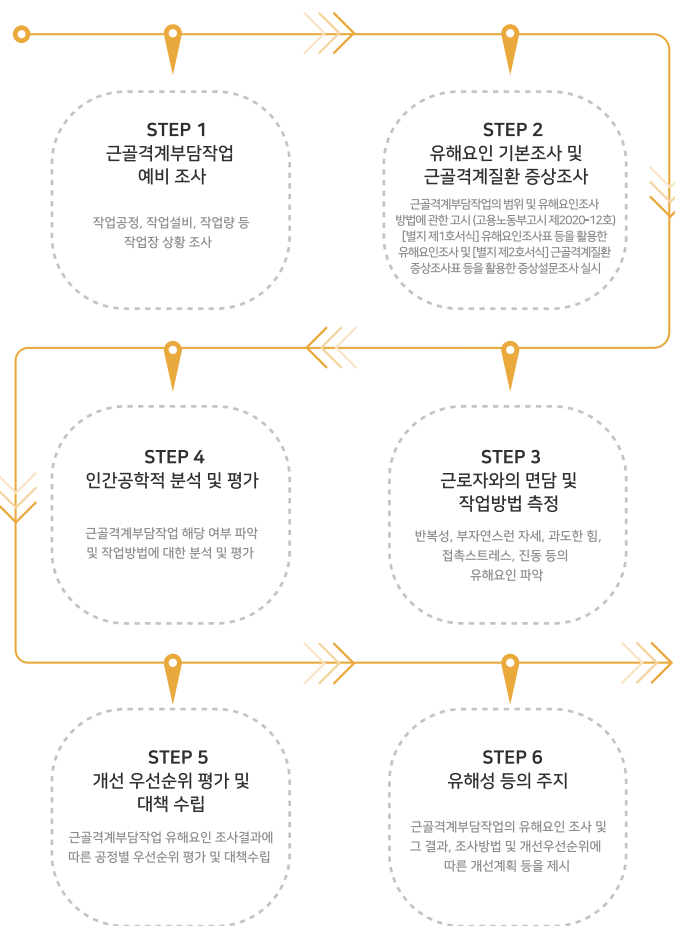 STEP 1
근골격계부담작업
예비 조사
작업공정, 작업설비, 작업량 등
작업장 상황 조사
STEP 2
유해요인 기본조사 및
근골격계질환 증상조사
근골격계부담작업의 범위 및 유해요인조사
방법에 관한 고시 (고용노동부고시 제2020-12호)
[별지 제1호서식] 유해요인조사표 등을 활용한
유해요인조사 및 [별지 제2호서식] 근골격계질환
증상조사표 등을 활용한 증상설문조사 실시
STEP 3
근로자와의 면담 및
작업방법 측정
반복성, 부자연스런 자세, 과도한 힘,
접촉스트레스, 진동 등의
유해요인 파악
STEP 4
인간공학적 분석 및 평가
근골격계부담작업 해당 여부 파악
및 작업방법에 대한 분석 및 평가
STEP 5
개선 우선순위 평가 및
대책 수립
근골격계부담작업 유해요인 조사결과에
따른 공정별 우선순위 평가 및 대책수립
STEP 6
유해성 등의 주지
근골격계부담작업의 유해요인 조사 및
그 결과, 조사방법 및 개선우선순위에
따른 개선계획 등을 제시